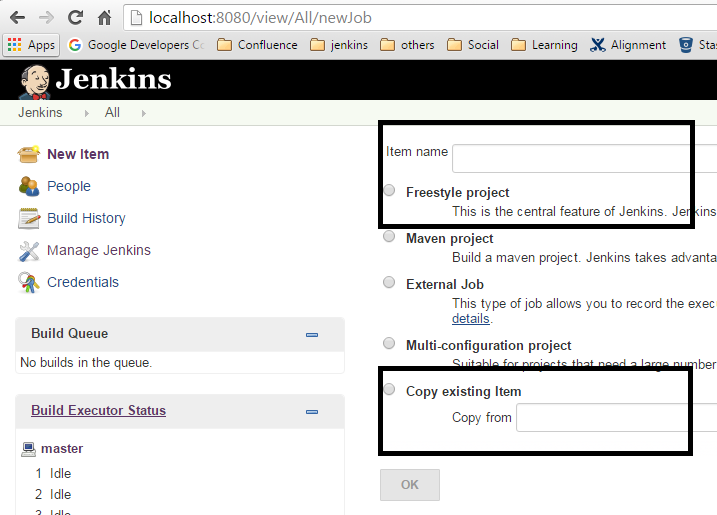 localhost:8080/view/All/newJob
Apps Google Developers Co Confluence jenkins others Social Learning Alignment Stas
Jenkins
Jenkins All
New Item
People
Build History
Manage Jenkins
Credentials
Build Queue
No builds in the queue.
Build Executor Status
master
1 Idle
2 Idle
3 Idle
Item name
Freestyle project
This is the central feature of Jenkins. Jenkins
Maven project
Build a maven project. Jenkins takes advanta
External Job
This type of job allows you to record the exec
details.
Multi-configuration project
Suitable for projects that need a large number
Copy existing Item
Copy from
OK